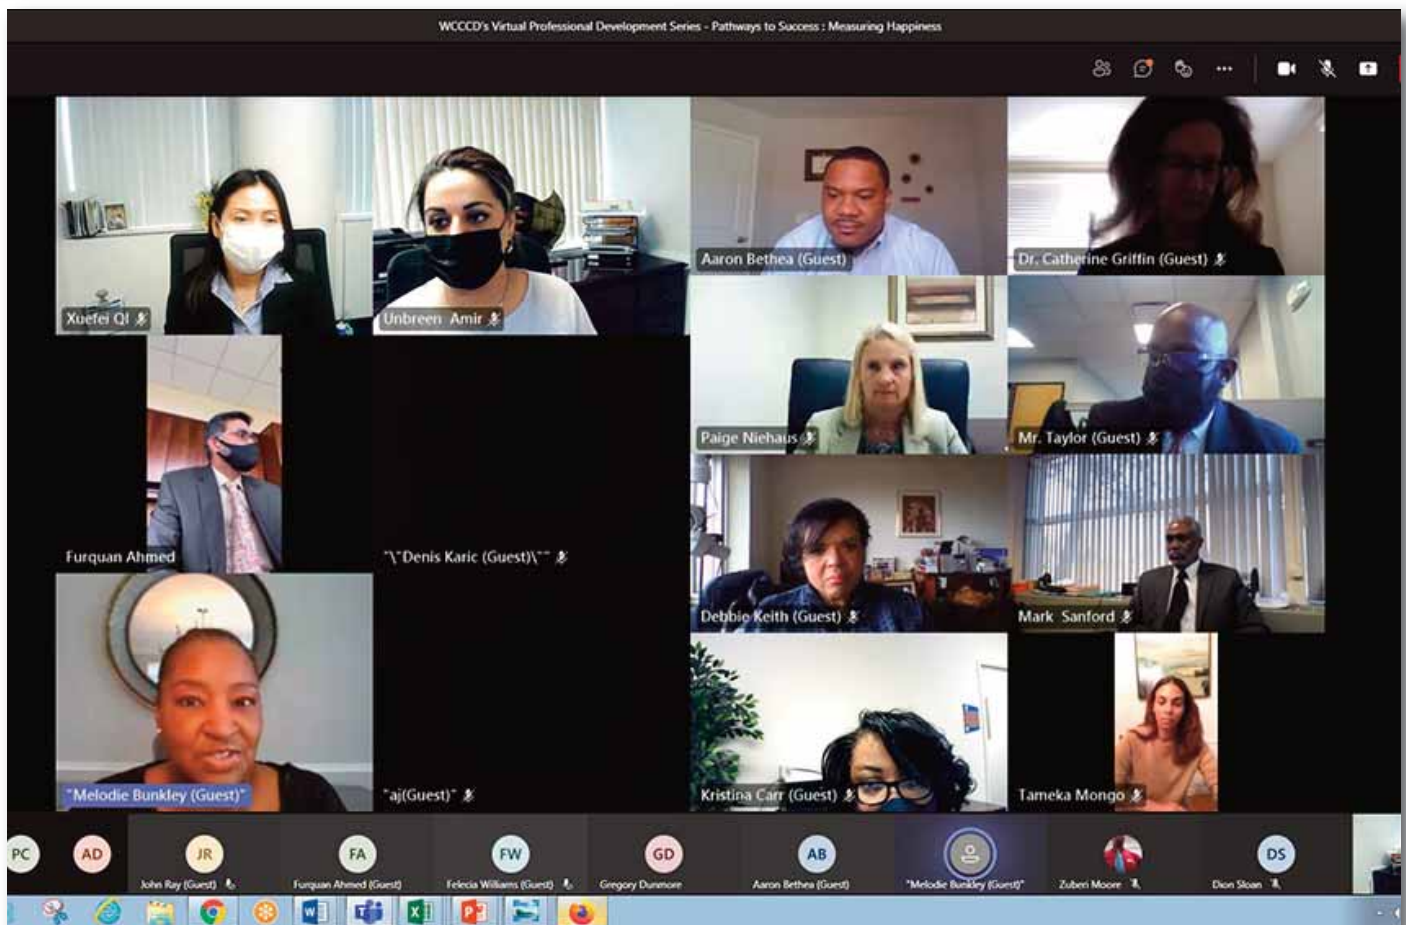 WCCCD's Virtual Professional Development Series - Pathways to Success : Measuring Happiness
Xuefei QI
Unbreen Amir
Aaron Bethea (Guest)
Dr. Catherine Griffin (Guest)
Paige Niehaus
Mr. Taylor (Guest)
Furquan Ahmed
"\"Denis Karic (Guest)\""
Debbie Keith (Guest)
Mark Sanford
"Melodie Bunkley (Guest)"
"aj(Guest)"
Kristina Carr (Guest)
Tameka Mongo
PC
AD
JR
FA
FW
GD
AB
DS
John Ray (Guest)
Furquan Ahmed (Guest)
Felecia Williams (Guest)
Gregory Dunmore
Aaron Bethea (Guest)
"Melodie Bunkley (Guest)"
Zuberi Moore
Dion Sloan